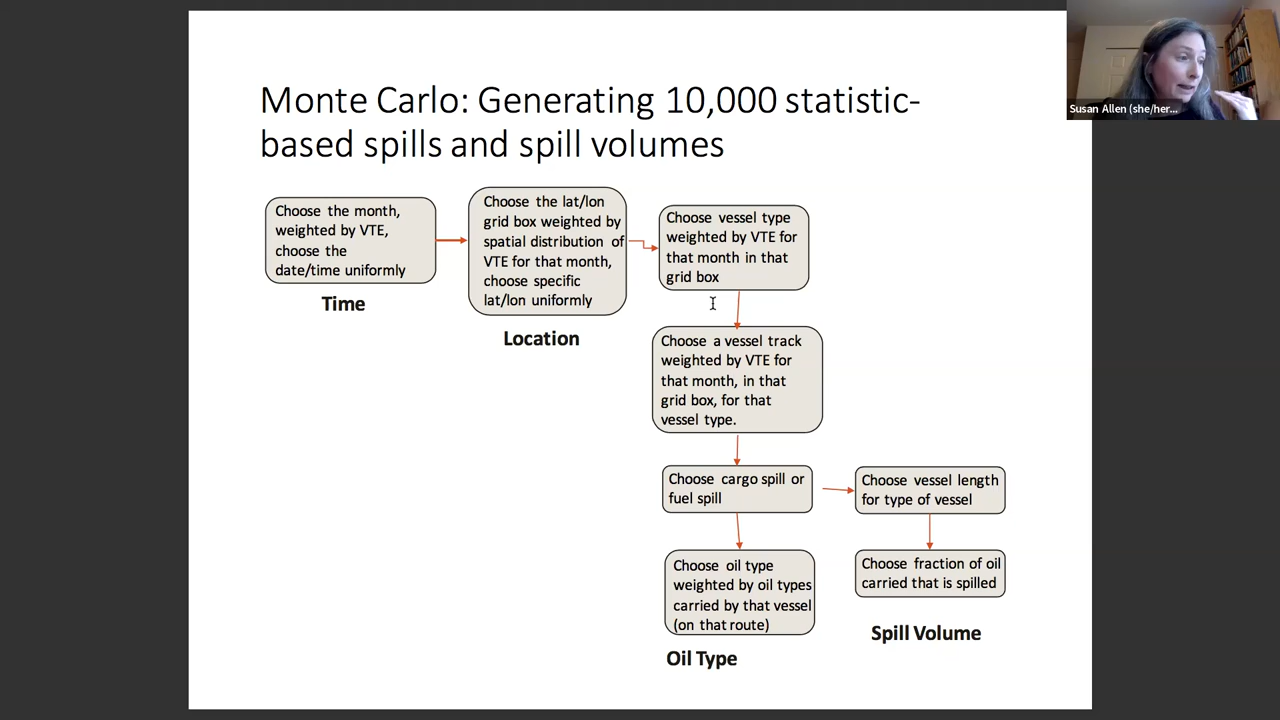 Monte Carlo: Generating 10,000 statistic-
based spills and spill volumes
Susan Allen (she/her...
Choose the month,
weighted by VTE,
choose the
date/time uniformly
Time
Choose the lat/lon
grid box weighted by
spatial distribution of
VTE for that month,
choose specific
lat/lon uniformly
Location
Choose vessel type
weighted by VTE for
that month in that
grid box
Choose a vessel track
weighted by VTE for
that month, in that
grid box, for that
vessel type.
Choose cargo spill or
fuel spill
Choose oil type
weighted by oil types
carried by that vessel
(on that route)
Oil Type
Choose vessel length
for type of vessel
Choose fraction of oil
carried that is spilled
Spill Volume